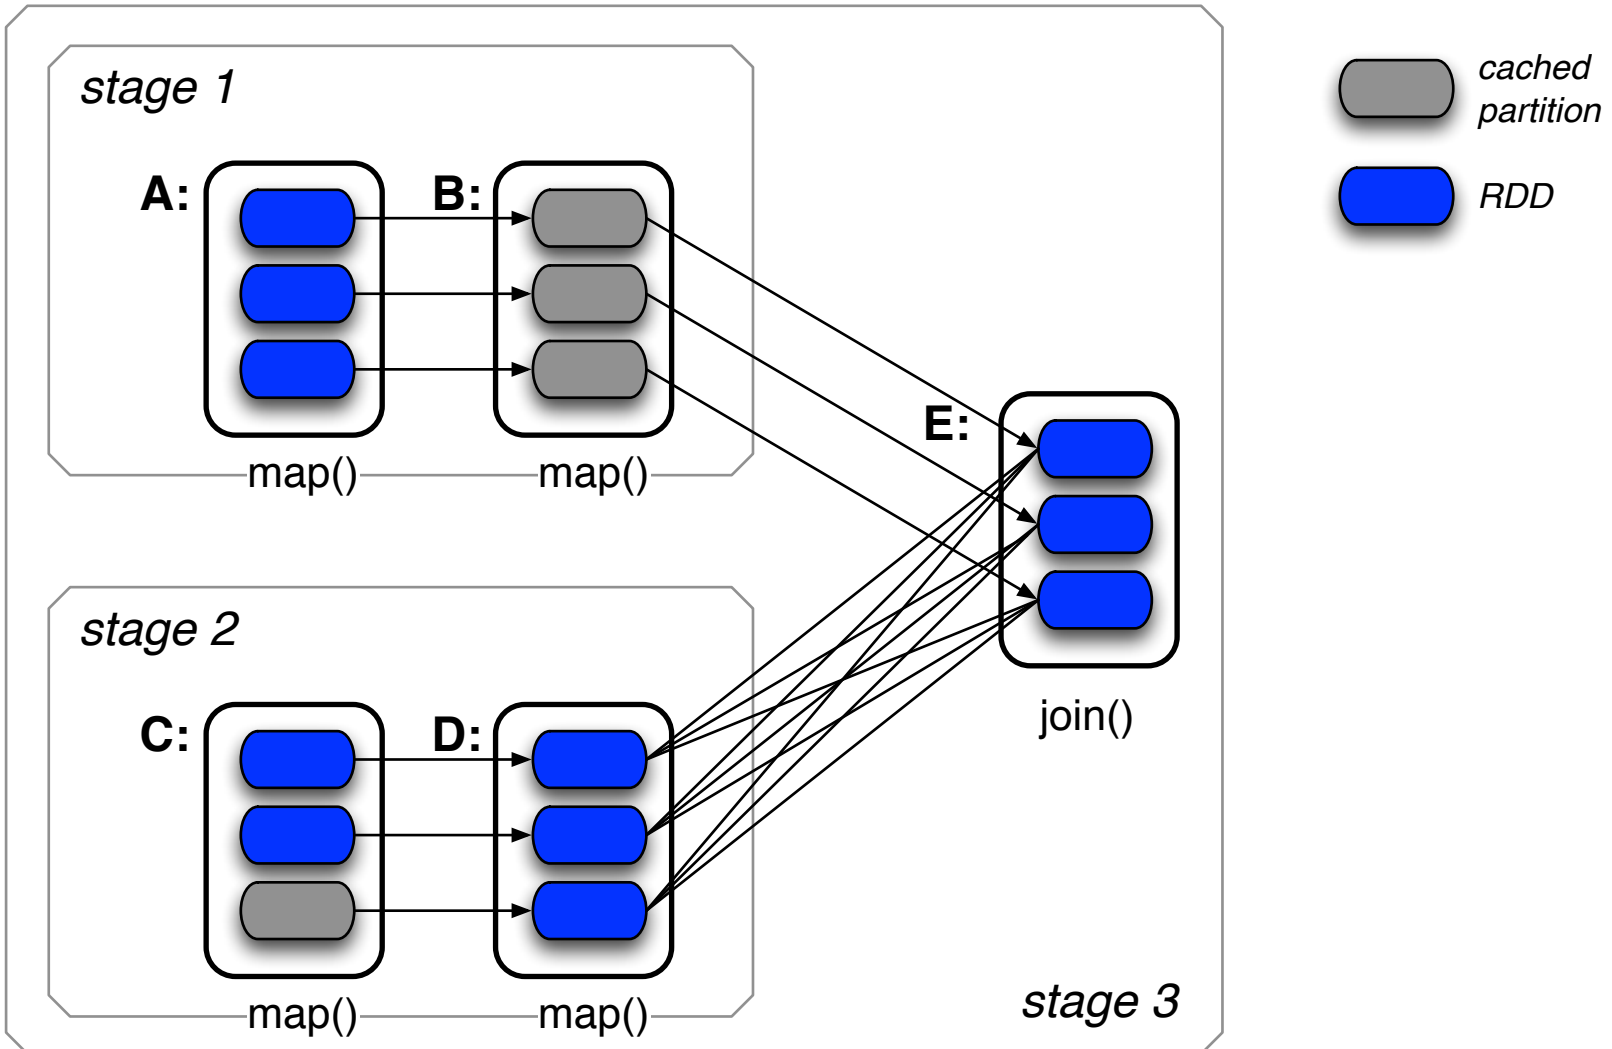 stage 1
A:
B:
map()
map()
cached
partition
RDD
E:
join()
stage 2
C:
D:
map()
map()
stage 3